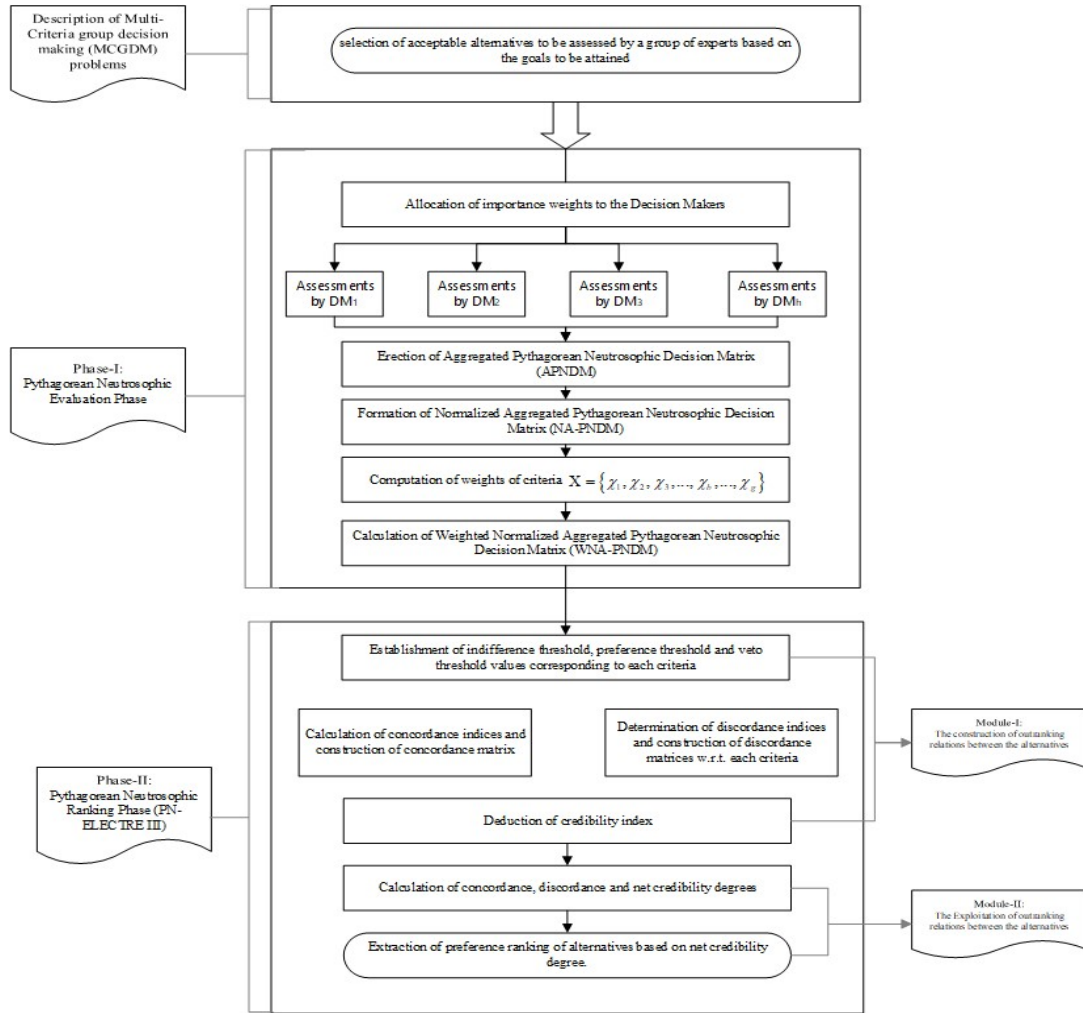 Description of Multi-
Criteria group decision
making (MCGDM)
problems
selection of acceptable alternatives to be assessed by a group of experts based on
the goals to be attained
Allocation of importance weights to the Decision Makers
Assessments
by DM1
Assessments
by DM2
Assessments
by DM3
Assessments
by DMh
Phase-I:
Pythagorean Neutrosophic
Evaluation Phase
Erection of Aggregated Pythagorean Neutrosophic Decision Matrix
(APNDM)
Formation of Normalized Aggregated Pythagorean Neutrosophic Decision
Matrix (NA-PNDM)
Computation of weights of criteria X = {χ₁, χ₂, χ₃,..., χₕ,..., χg}
Calculation of Weighted Normalized Aggregated Pythagorean Neutrosophic
Decision Matrix (WNA-PNDM)
Phase-II:
Pythagorean Neutrosophic
Ranking Phase (PN-
ELECTRE III)
Establishment of indifference threshold, preference threshold and veto
threshold values corresponding to each criteria
Calculation of concordance indices and
construction of concordance matrix
Determination of discordance indices
and construction of discordance
matrices w.r.t. each criteria
Module-I:
The construction of outranking
relations between the alternatives
Deduction of credibility index
Calculation of concordance, discordance and net credibility degrees
Extraction of preference ranking of alternatives based on net credibility
degree.
Module-II:
The Exploitation of outranking
relations between the alternatives